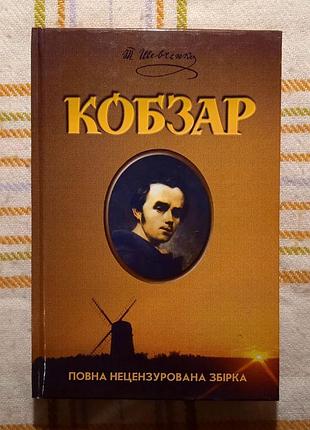 Т. Шевченко
КОБЗАР
ПОВНА НЕЦЕНЗУРОВАНА ЗБІРКА